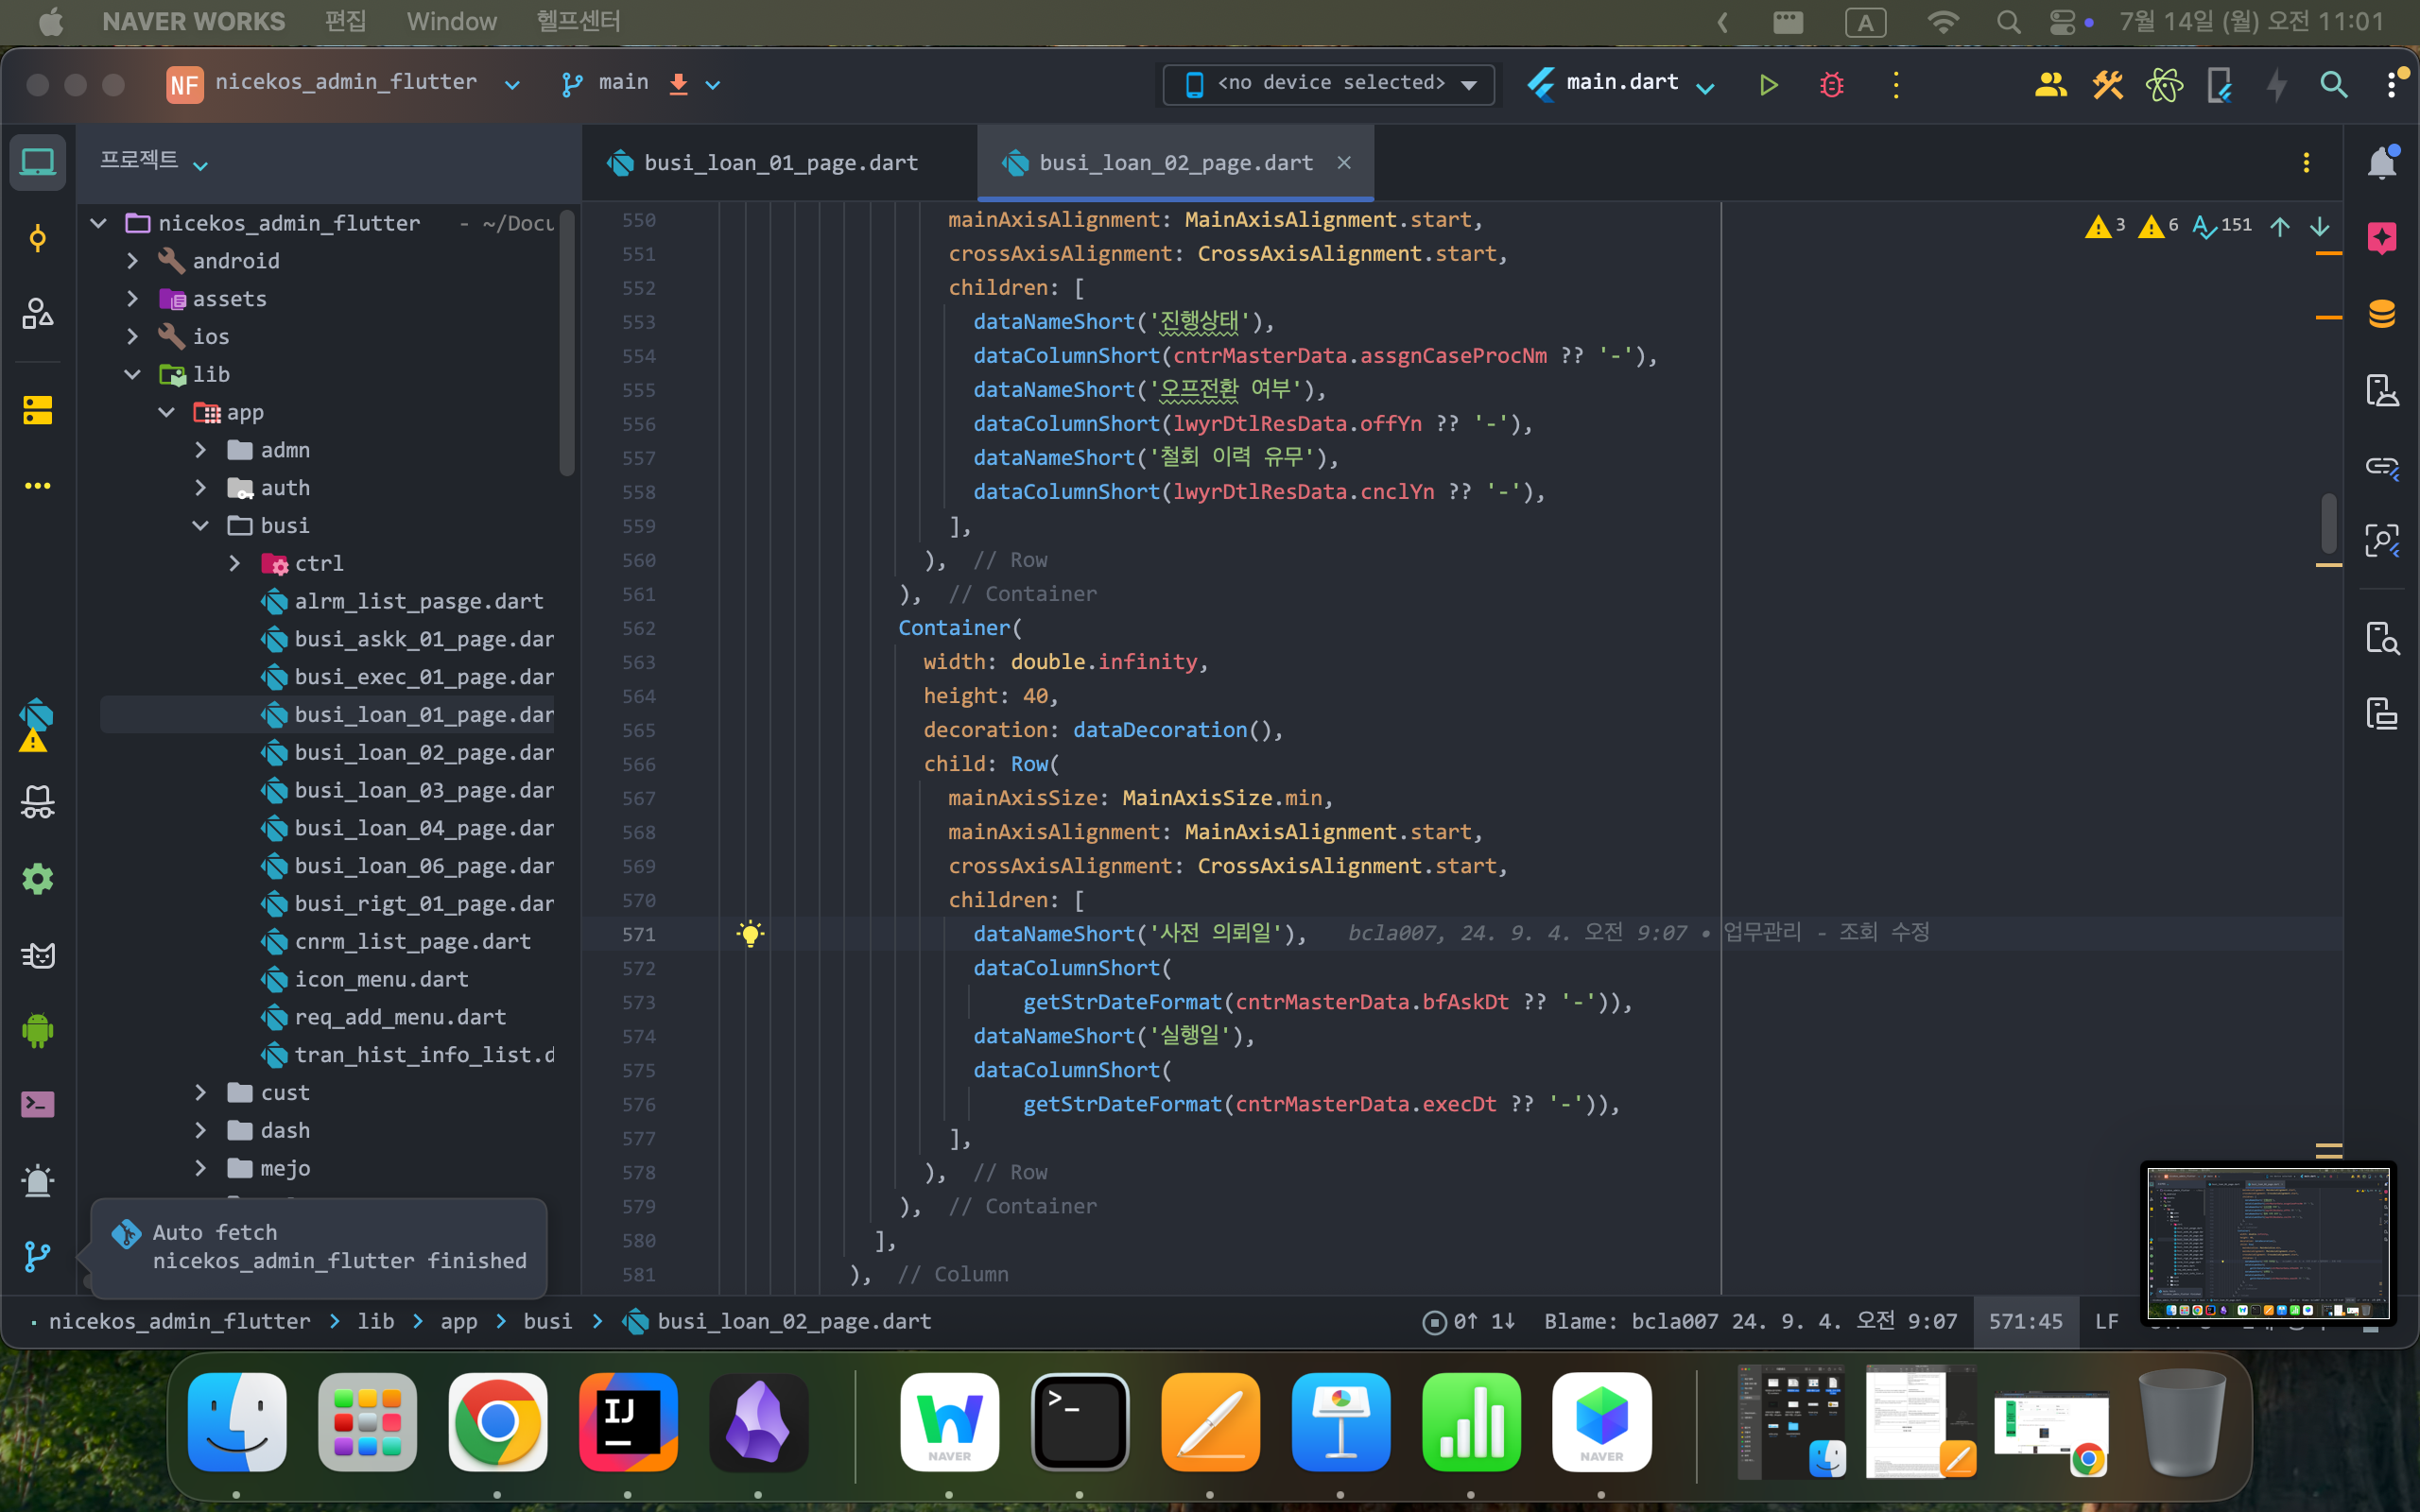 NAVER WORKS 편집 Window 헬프센터 A 7월 14일 (월) 오전 11:01
NF nicekos_admin_flutter main <no device selected> main.dart
프로젝트
busi_loan_01_page.dart busi_loan_02_page.dart
nicekos_admin_flutter - ~/Docu
android
assets
ios
lib
app
admn
auth
busi
ctrl
alrm_list_pasge.dart
busi_askk_01_page.dar
busi_exec_01_page.dar
busi_loan_01_page.dar
busi_loan_02_page.dar
busi_loan_03_page.dar
busi_loan_04_page.dar
busi_loan_06_page.dar
busi_rigt_01_page.dar
cnrm_list_page.dart
icon_menu.dart
req_add_menu.dart
tran_hist_info_list.d
cust
dash
mejo
Auto fetch
nicekos_admin_flutter finished
3 6 151
550 mainAxisAlignment: MainAxisAlignment.start,
551 crossAxisAlignment: CrossAxisAlignment.start,
552 children: [
553 dataNameShort('진행상태'),
554 dataColumnShort(cntrMasterData.assgnCaseProcNm ?? '-'),
555 dataNameShort('오프전환 여부'),
556 dataColumnShort(lwyrDtlResData.offYn ?? '-'),
557 dataNameShort('철회 이력 유무'),
558 dataColumnShort(lwyrDtlResData.cnclYn ?? '-'),
559 ],
560 ), // Row
561 ), // Container
562 Container(
563 width: double.infinity,
564 height: 40,
565 decoration: dataDecoration(),
566 child: Row(
567 mainAxisSize: MainAxisSize.min,
568 mainAxisAlignment: MainAxisAlignment.start,
569 crossAxisAlignment: CrossAxisAlignment.start,
570 children: [
571 dataNameShort('사전 의뢰일'), bcla007, 24. 9. 4. 오전 9:07 • 업무관리 - 조회 수정
572 dataColumnShort(
573 getStrDateFormat(cntrMasterData.bfAskDt ?? '-')),
574 dataNameShort('실행일'),
575 dataColumnShort(
576 getStrDateFormat(cntrMasterData.execDt ?? '-')),
577 ],
578 ), // Row
579 ), // Container
580 ],
581 ), // Column
nicekos_admin_flutter > lib > app > busi > busi_loan_02_page.dart 0↑ 1↓ Blame: bcla007 24. 9. 4. 오전 9:07 571:45 LF
IJ
NAVER
NAVER